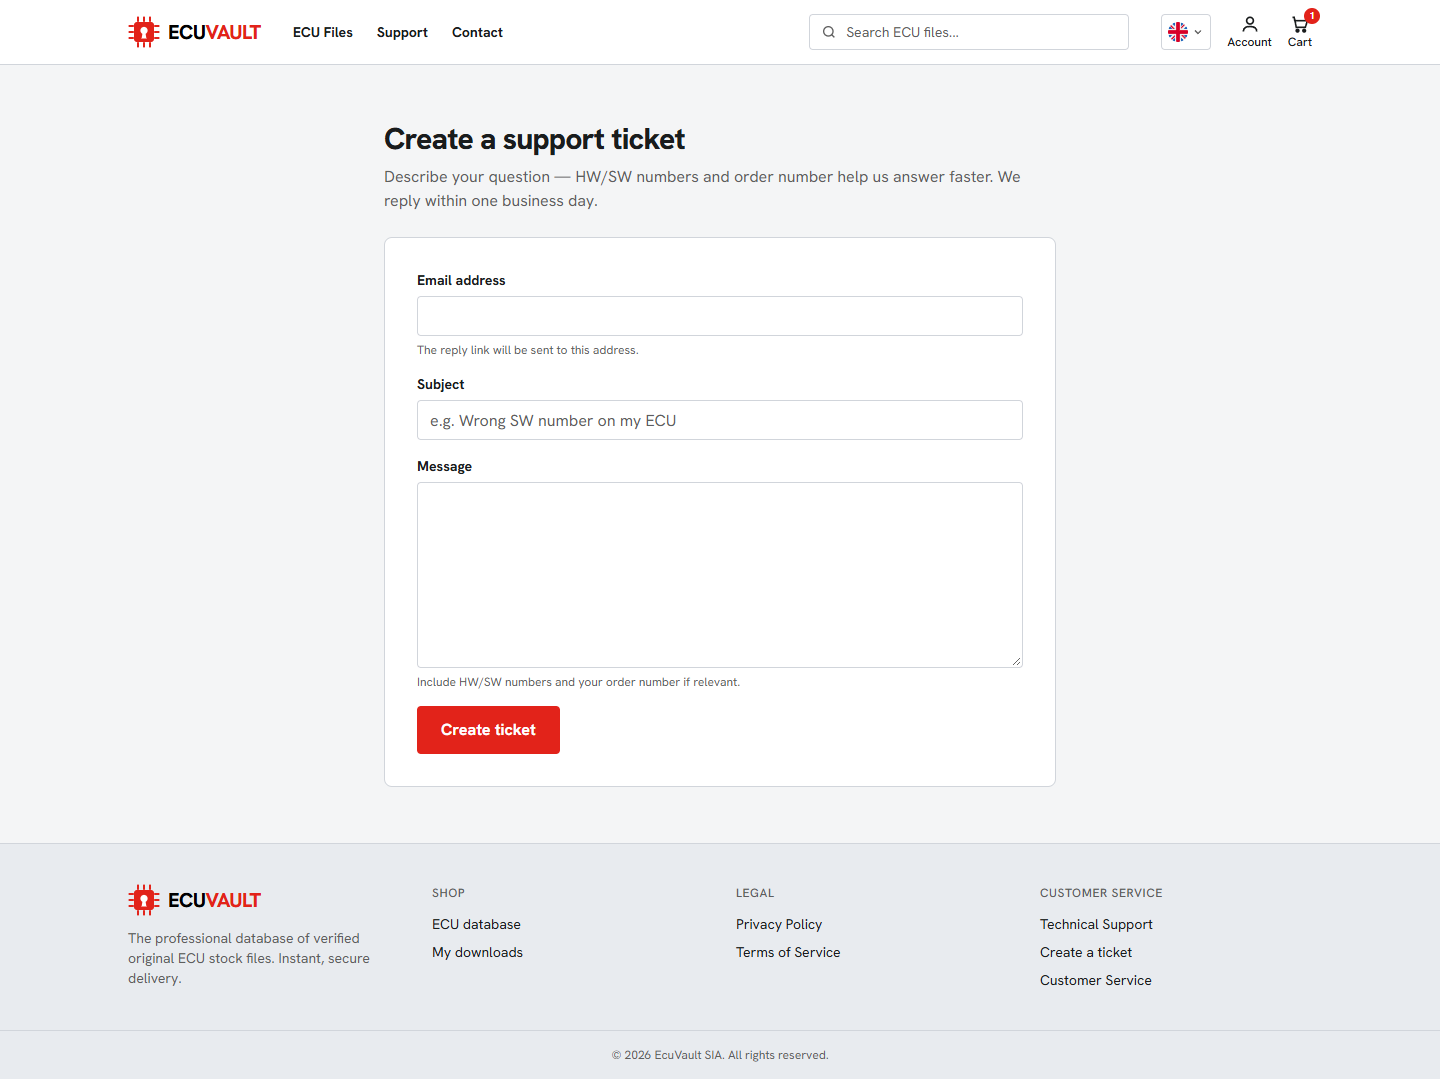 ECUVAULT
ECU Files
Support
Contact
Search ECU files...
Account
1
Cart
Create a support ticket
Describe your question — HW/SW numbers and order number help us answer faster. We
reply within one business day.
Email address
The reply link will be sent to this address.
Subject
e.g. Wrong SW number on my ECU
Message
Include HW/SW numbers and your order number if relevant.
Create ticket
ECUVAULT
The professional database of verified
original ECU stock files. Instant, secure
delivery.
SHOP
ECU database
My downloads
LEGAL
Privacy Policy
Terms of Service
CUSTOMER SERVICE
Technical Support
Create a ticket
Customer Service
© 2026 EcuVault SIA. All rights reserved.